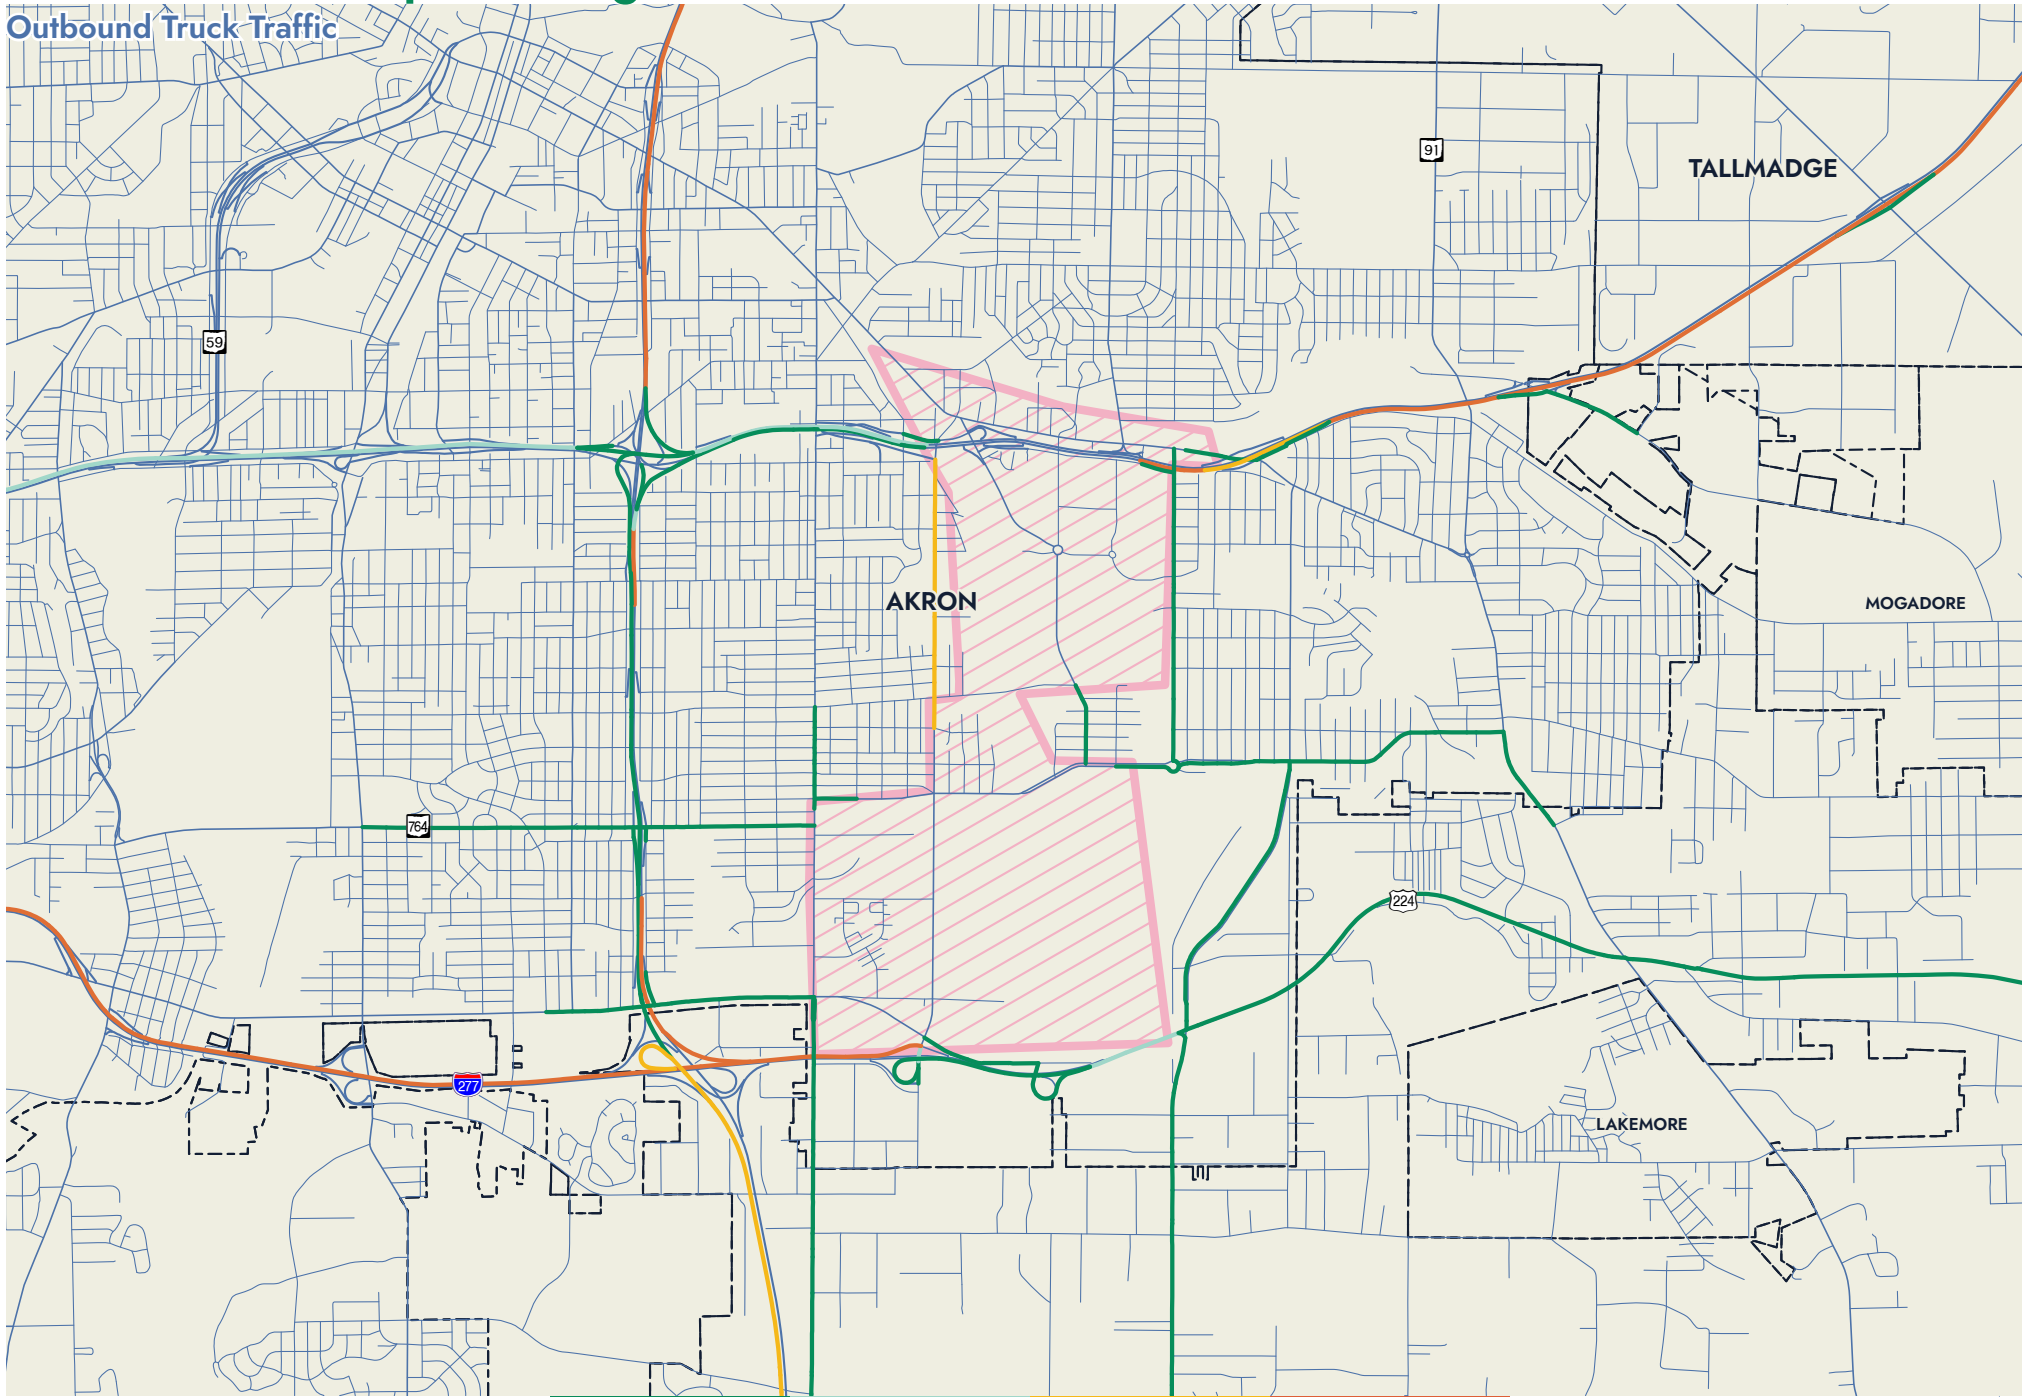 Outbound Truck Traffic
91
TALLMADGE
59
AKRON
MOGADORE
764
224
277
LAKEMORE